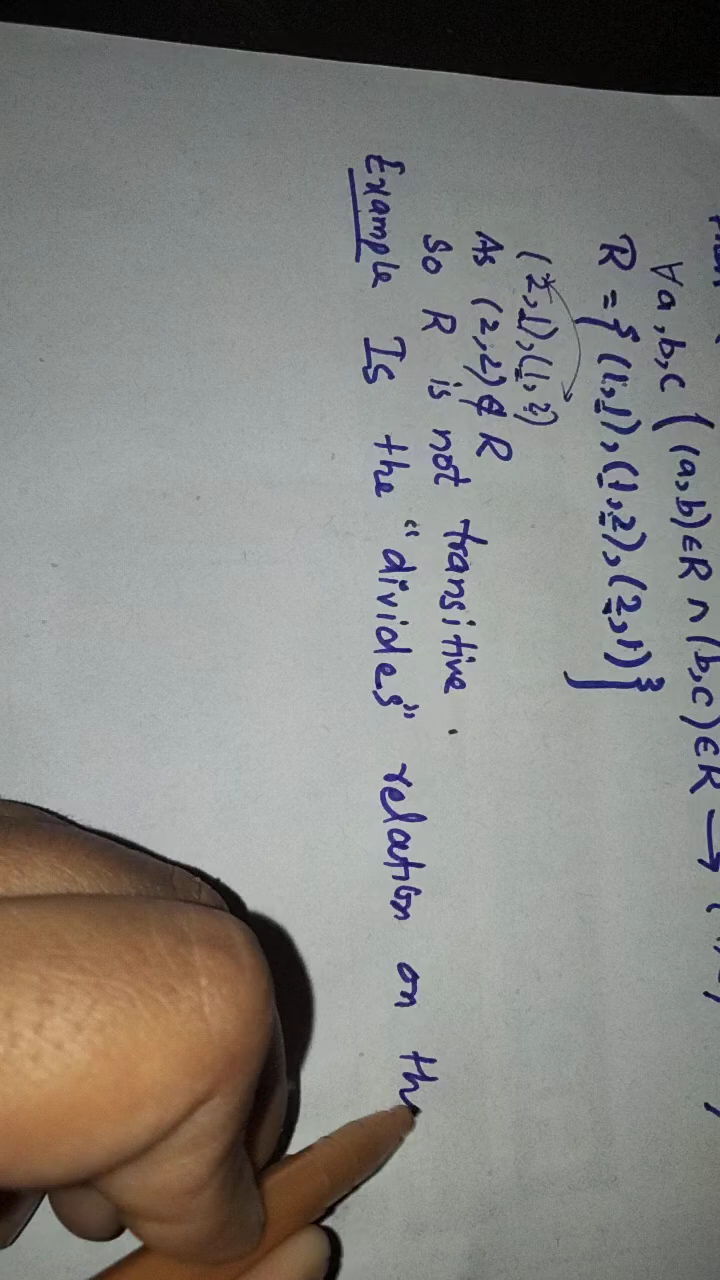 ∀a,b,c ((a,b)∈R ∧ (b,c)∈R →
R = {(1,1),(1,2),(2,1)}
(2,1),(1,2)
As (2,2)∉R
So R is not transitive.
Example Is the "divides" relation on th